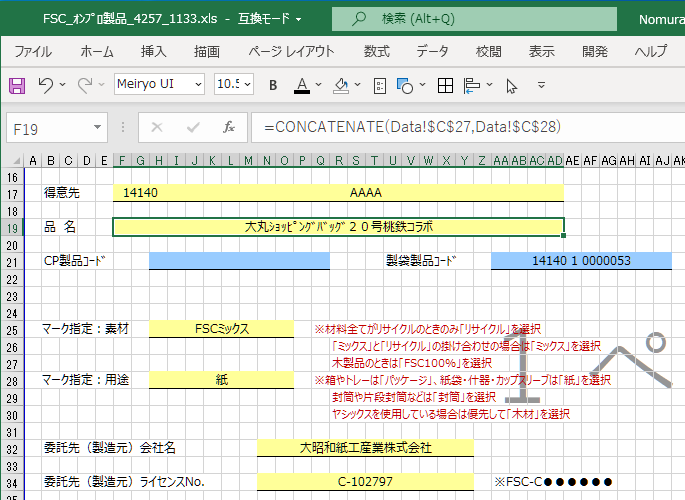 FSC_ｵﾝﾌﾟﾛ製品_4257_1133.xls - 互換モード
検索 (Alt+Q)
Nomura
ファイル ホーム 挿入 描画 ページ レイアウト 数式 データ 校閲 表示 開発 ヘルプ
Meiryo UI 10.5 B A
F19 fx =CONCATENATE(Data!$C$27,Data!$C$28)
A B C D E F G H I J K L M N O P Q R S T U V W X Y Z AA AB AC AD AE AF AG AH AI AJ AK
16
17 得意先 14140 AAAA
18
19 品 名 大丸ｼｮｯﾋﾟﾝｸﾞﾊﾞｯｸﾞ２０号桃鉄コラボ
20
21 CP製品ｺｰﾄﾞ 製袋製品ｺｰﾄﾞ 14140 1 0000053
22
23
24
25 マーク指定：素材 FSCミックス ※材料全てがリサイクルのときのみ「リサイクル」を選択
26 「ミックス」と「リサイクル」の掛け合わせの場合は「ミックス」を選択
27 木製品のときは「FSC100%」を選択
28 マーク指定：用途 紙 ※箱やトレーは「パッケージ」、紙袋・什器・カップスリーブは「紙」を選択
29 封筒や片段封筒などは「封筒」を選択
30 ヤシックスを使用している場合は優先して「木材」を選択
31
32 委託先（製造元）会社名 大昭和紙工産業株式会社
33
34 委託先（製造元）ライセンスNo. C-102797 ※FSC-C●●●●●●
35
1 ペ